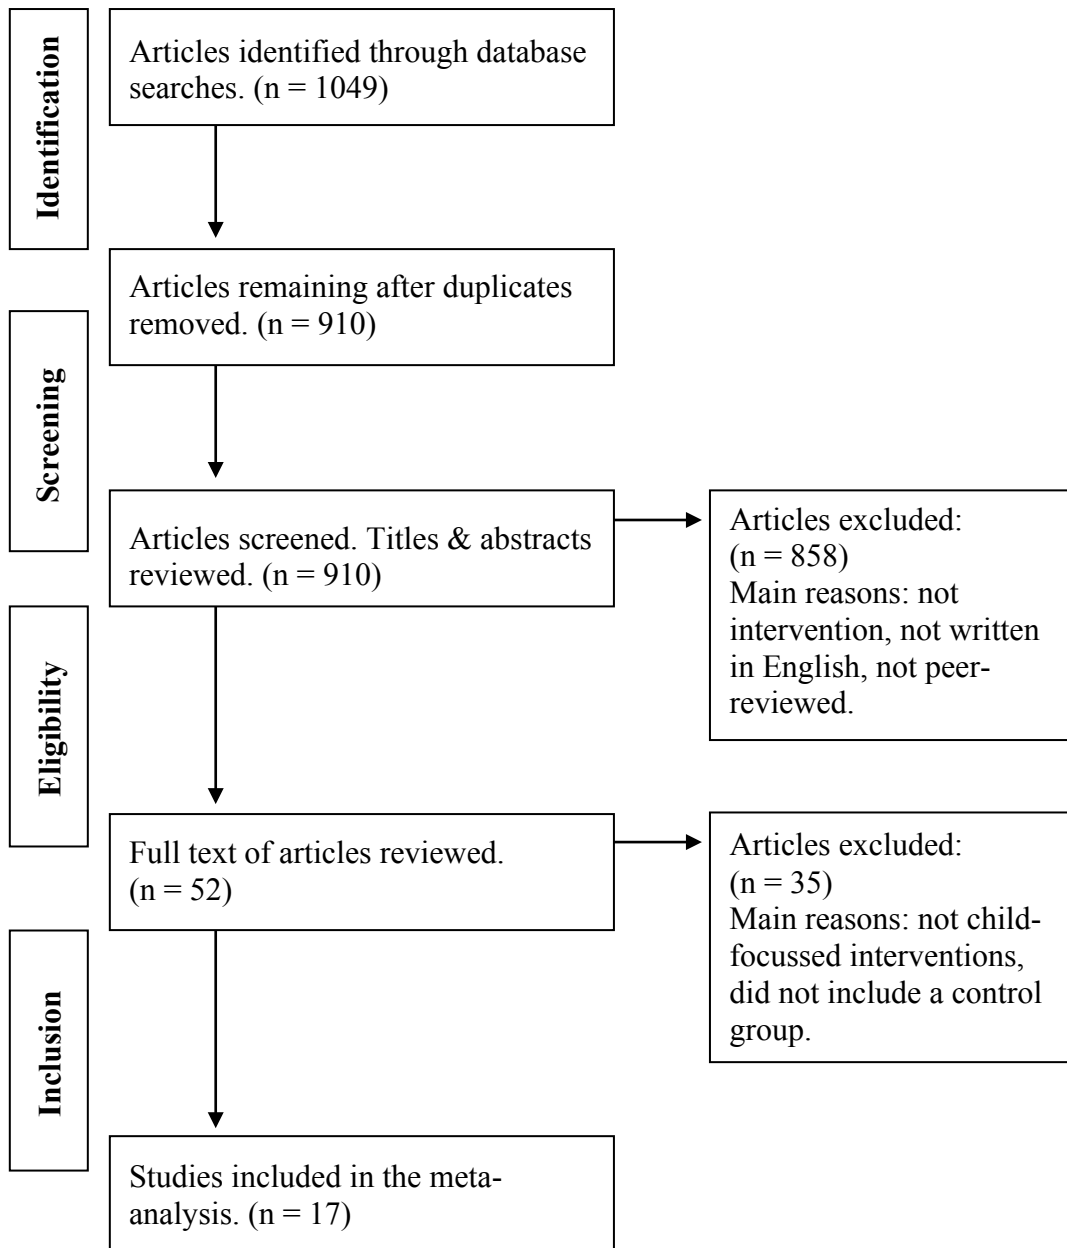 Identification
Articles identified through database
searches. (n = 1049)
Articles remaining after duplicates
removed. (n = 910)
Screening
Articles screened. Titles & abstracts
reviewed. (n = 910)
Articles excluded:
(n = 858)
Main reasons: not
intervention, not written
in English, not peer-
reviewed.
Eligibility
Full text of articles reviewed.
(n = 52)
Articles excluded:
(n = 35)
Main reasons: not child-
focussed interventions,
did not include a control
group.
Inclusion
Studies included in the meta-
analysis. (n = 17)